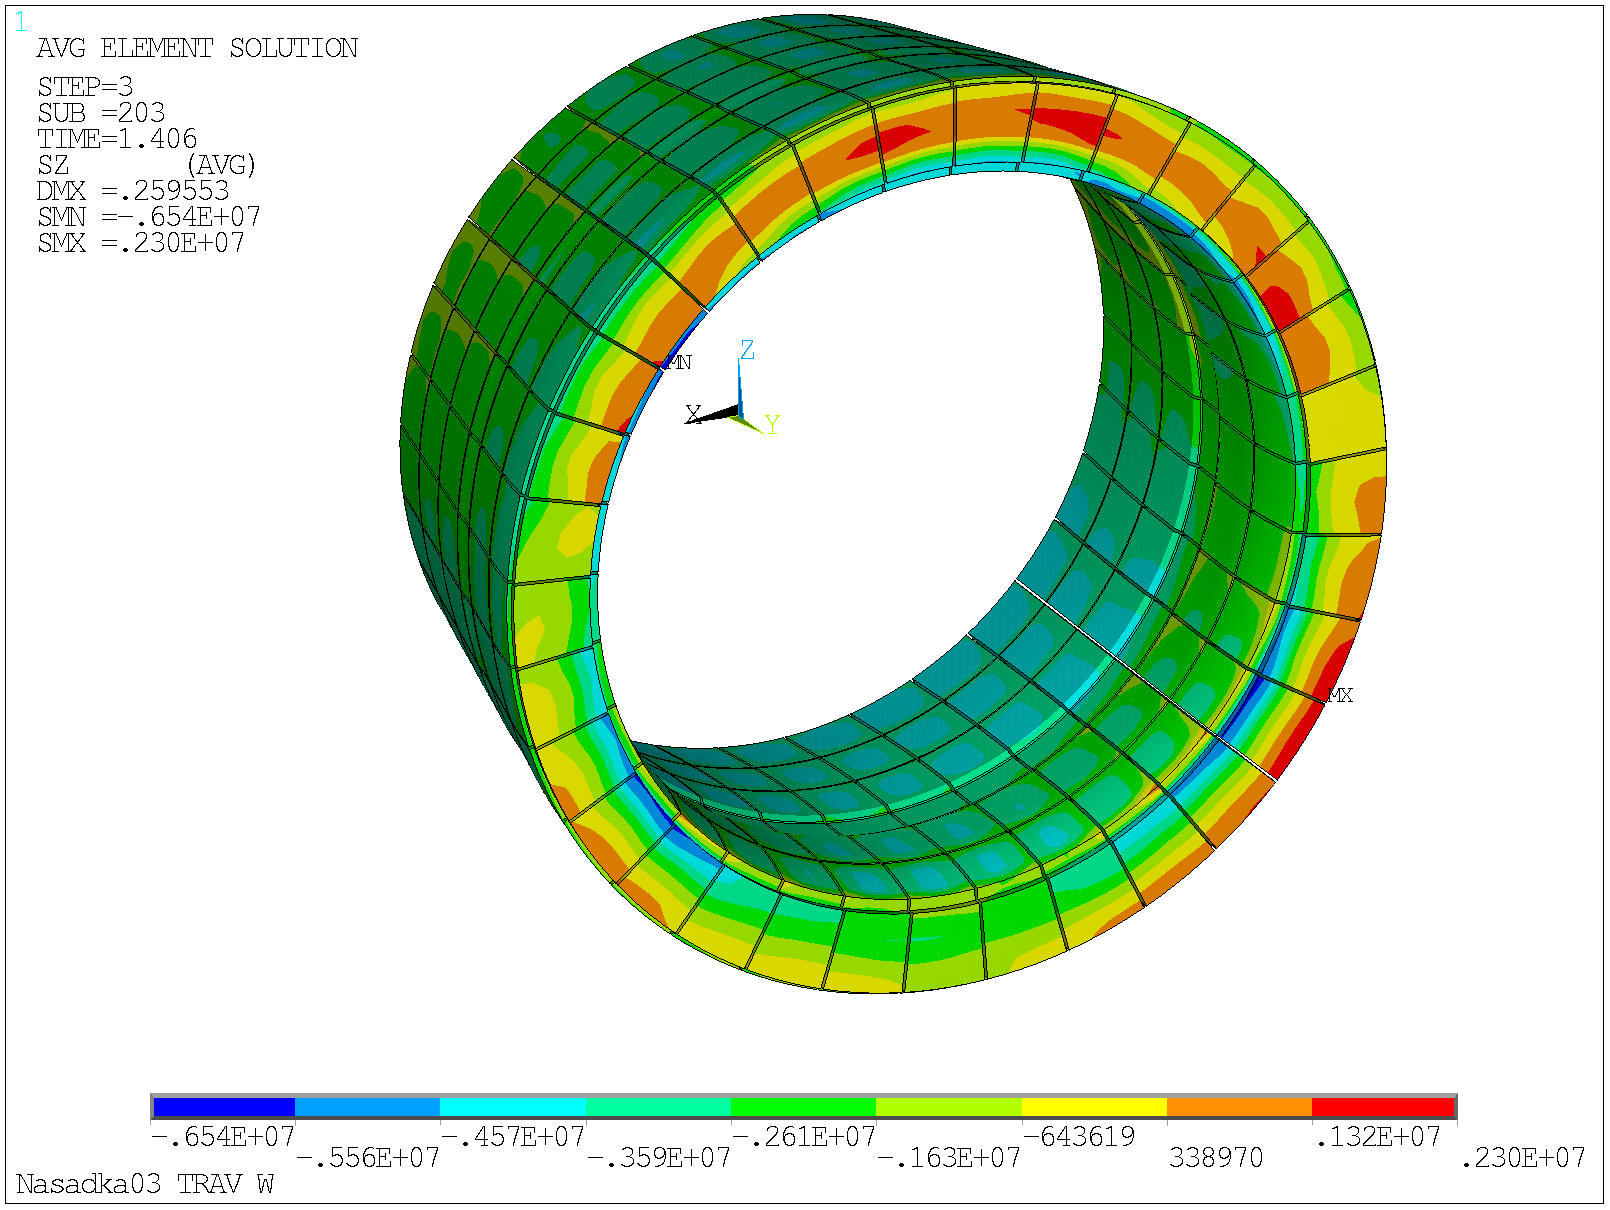 1
AVG ELEMENT SOLUTION
STEP=3
SUB =203
TIME=1.406
SZ (AVG)
DMX =.259553
SMN =-.654E+07
SMX =.230E+07
MN
Z
X
Y
MX
-.654E+07 -.457E+07 -.261E+07 -643619 .132E+07
-.556E+07 -.359E+07 -.163E+07 338970 .230E+07
Nasadka03 TRAV W